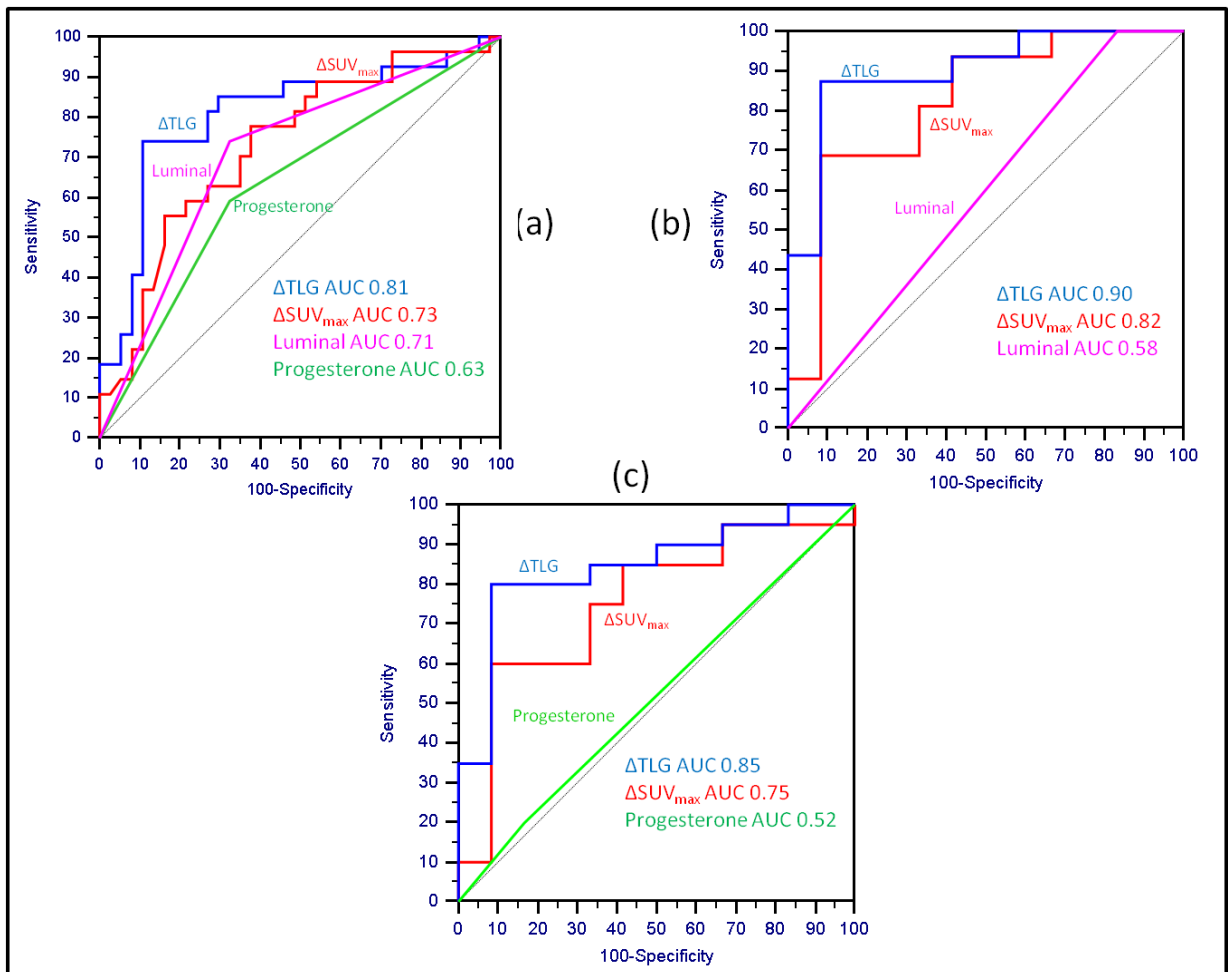 100
90
80
70
60
50
40
30
20
10
0
Sensitivity
ΔSUVmax
ΔTLG
Luminal
Progesterone
ΔTLG AUC 0.81
ΔSUVmax AUC 0.73
Luminal AUC 0.71
Progesterone AUC 0.63
0 10 20 30 40 50 60 70 80 90 100
100-Specificity
(a)
(b)
100
90
80
70
60
50
40
30
20
10
0
Sensitivity
ΔTLG
ΔSUVmax
Luminal
ΔTLG AUC 0.90
ΔSUVmax AUC 0.82
Luminal AUC 0.58
0 10 20 30 40 50 60 70 80 90 100
100-Specificity
(c)
100
90
80
70
60
50
40
30
20
10
0
Sensitivity
ΔTLG
ΔSUVmax
Progesterone
ΔTLG AUC 0.85
ΔSUVmax AUC 0.75
Progesterone AUC 0.52
0 10 20 30 40 50 60 70 80 90 100
100-Specificity